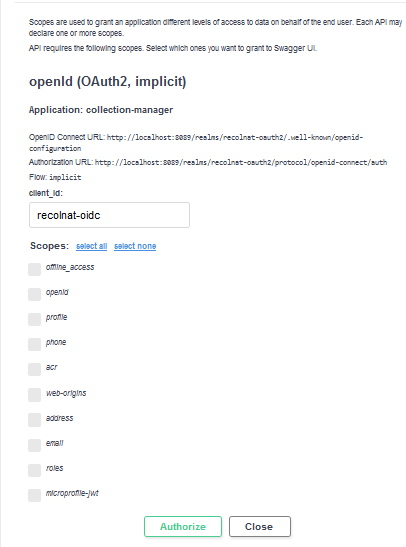 Scopes are used to grant an application different levels of access to data on behalf of the end user. Each API may
declare one or more scopes.
API requires the following scopes. Select which ones you want to grant to Swagger UI.
openId (OAuth2, implicit)
Application: collection-manager
OpenID Connect URL: http://localhost:8089/realms/recolnat-oauth2/.well-known/openid-
configuration
Authorization URL: http://localhost:8089/realms/recolnat-oauth2/protocol/openid-connect/auth
Flow: implicit
client_id:
recolnat-oidc
Scopes: select all select none
offline_access
openid
profile
phone
acr
web-origins
address
email
roles
microprofile-jwt
Authorize Close